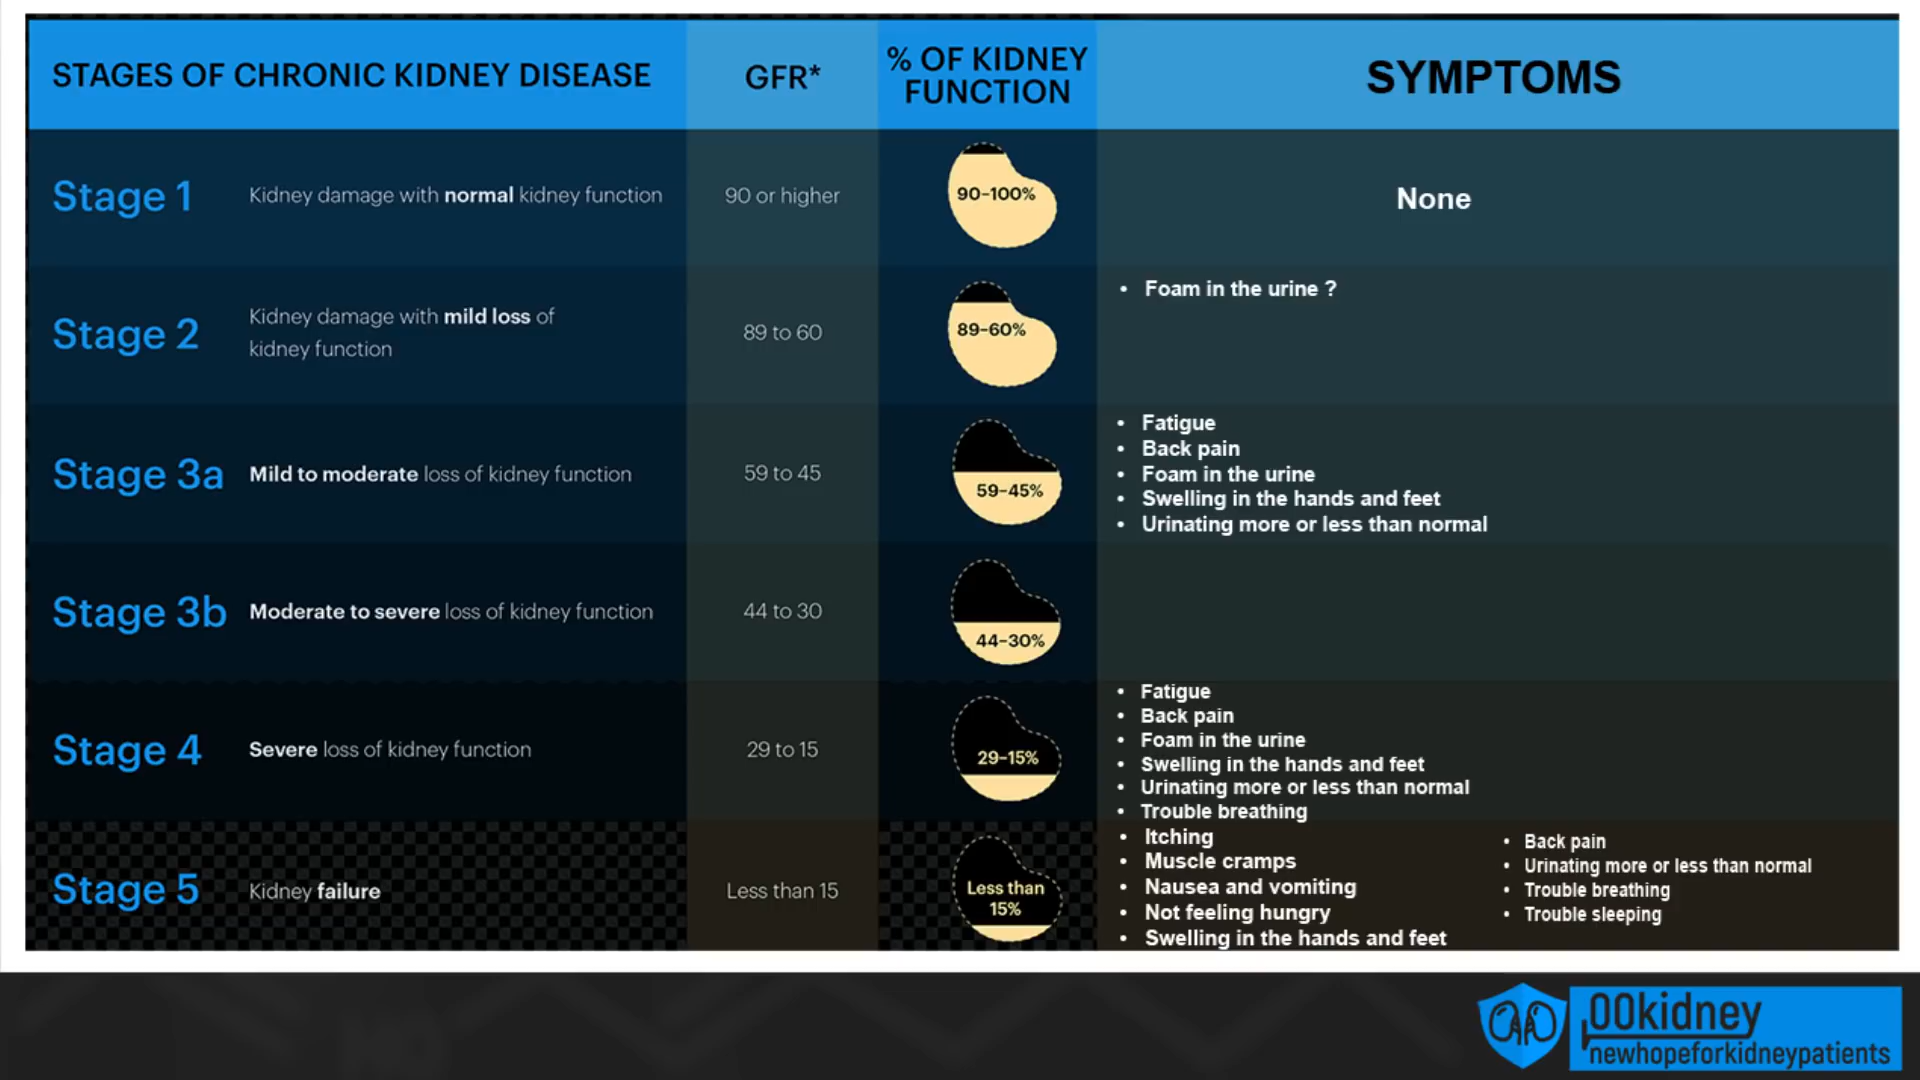 STAGES OF CHRONIC KIDNEY DISEASE
GFR*
% OF KIDNEY
FUNCTION
SYMPTOMS
Stage 1
Kidney damage with normal kidney function
90 or higher
90-100%
None
Stage 2
Kidney damage with mild loss of
kidney function
89 to 60
89-60%
• Foam in the urine ?
Stage 3a
Mild to moderate loss of kidney function
59 to 45
59-45%
• Fatigue
• Back pain
• Foam in the urine
• Swelling in the hands and feet
• Urinating more or less than normal
Stage 3b
Moderate to severe loss of kidney function
44 to 30
44-30%
Stage 4
Severe loss of kidney function
29 to 15
29-15%
• Fatigue
• Back pain
• Foam in the urine
• Swelling in the hands and feet
• Urinating more or less than normal
• Trouble breathing
Stage 5
Kidney failure
Less than 15
Less than
15%
• Itching
• Muscle cramps
• Nausea and vomiting
• Not feeling hungry
• Swelling in the hands and feet
• Back pain
• Urinating more or less than normal
• Trouble breathing
• Trouble sleeping
00kidney
newhopeforkidneypatients